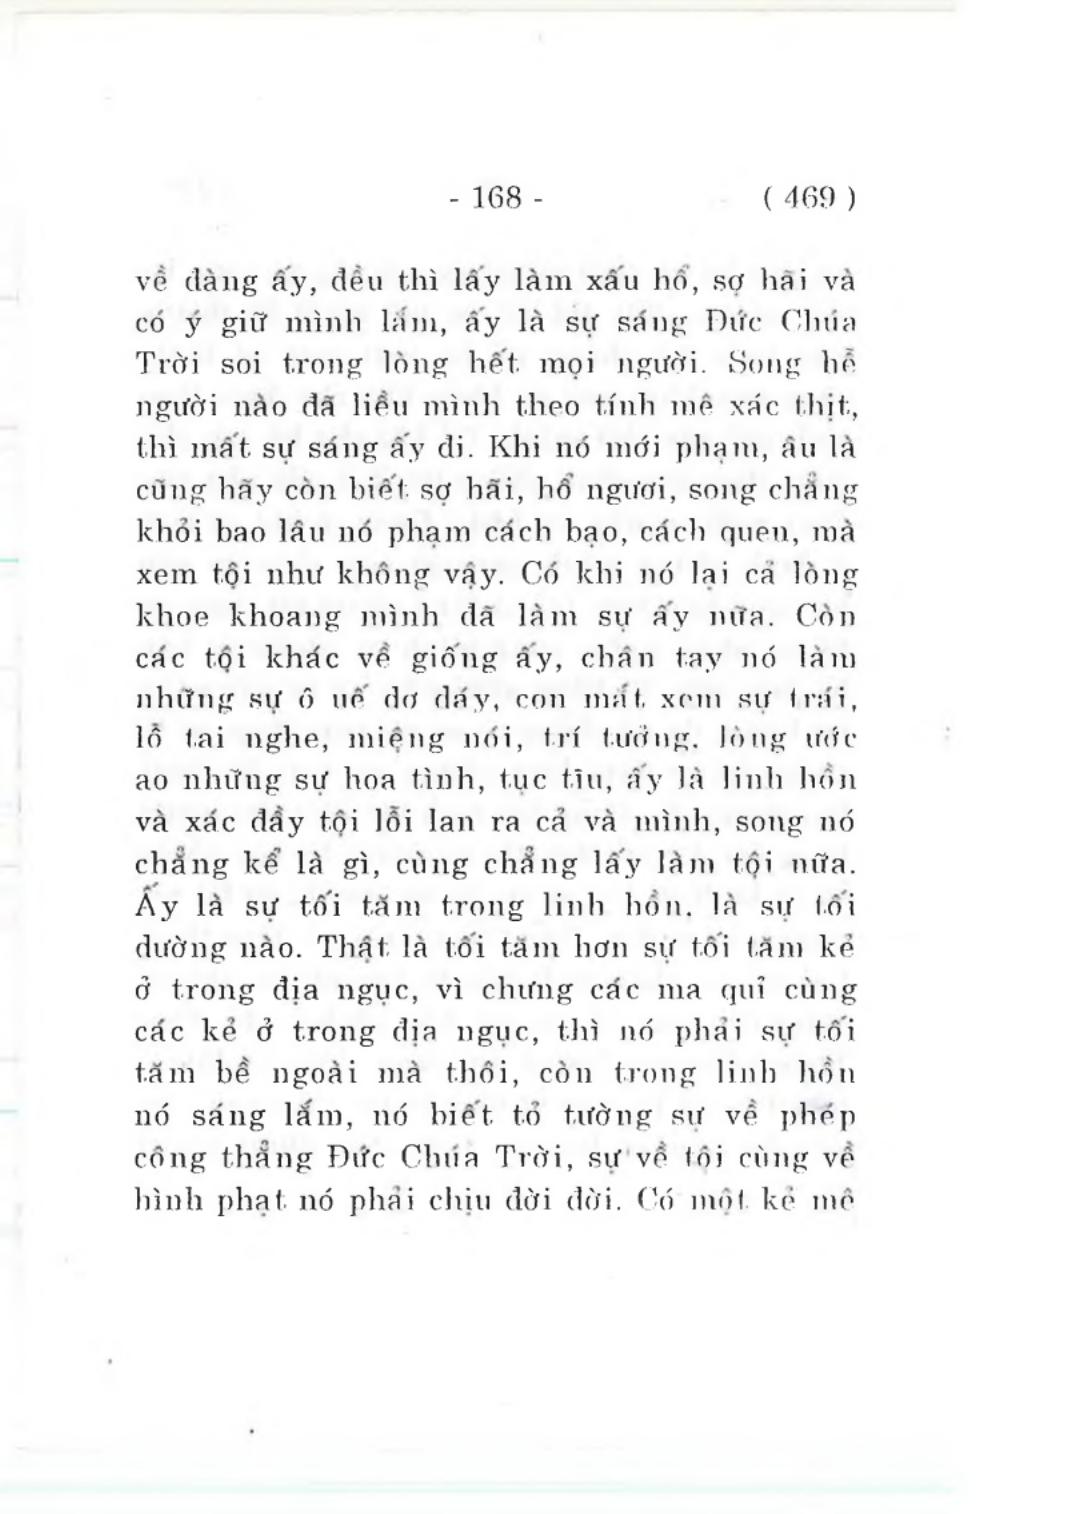 - 168 - ( 469 )
về dàng ấy, đều thì lấy làm xấu hổ, sợ hãi và
có ý giữ mình lắm, ấy là sự sáng Đức Chúa
Trời soi trong lòng hết mọi người. Song hễ
người nào đã liều mình theo tính mê xác thịt,
thì mất sự sáng ấy đi. Khi nó mới phạm, âu là
cũng hãy còn biết sợ hãi, hổ ngươi, song chẳng
khỏi bao lâu nó phạm cách bạo, cách quen, mà
xem tội như không vậy. Có khi nó lại cả lòng
khoe khoang mình đã làm sự ấy nữa. Còn
các tội khác về giống ấy, chân tay nó làm
những sự ô uế dơ dáy, con mắt xem sự trái,
lỗ tai nghe, miệng nói, trí tưởng, lòng ước
ao những sự hoa tình, tục tĩu, ấy là linh hồn
và xác đầy tội lỗi lan ra cả và mình, song nó
chẳng kể là gì, cùng chẳng lấy làm tội nữa.
Ấy là sự tối tăm trong linh hồn. là sự tối
dường nào. Thật là tối tăm hơn sự tối tăm kẻ
ở trong địa ngục, vì chưng các ma quỉ cùng
các kẻ ở trong địa ngục, thì nó phải sự tối
tăm bề ngoài mà thôi, còn trong linh hồn
nó sáng lắm, nó biết tỏ tường sự về phép
công thẳng Đức Chúa Trời, sự về tội cùng về
hình phạt nó phải chịu đời đời. Có một kẻ mê